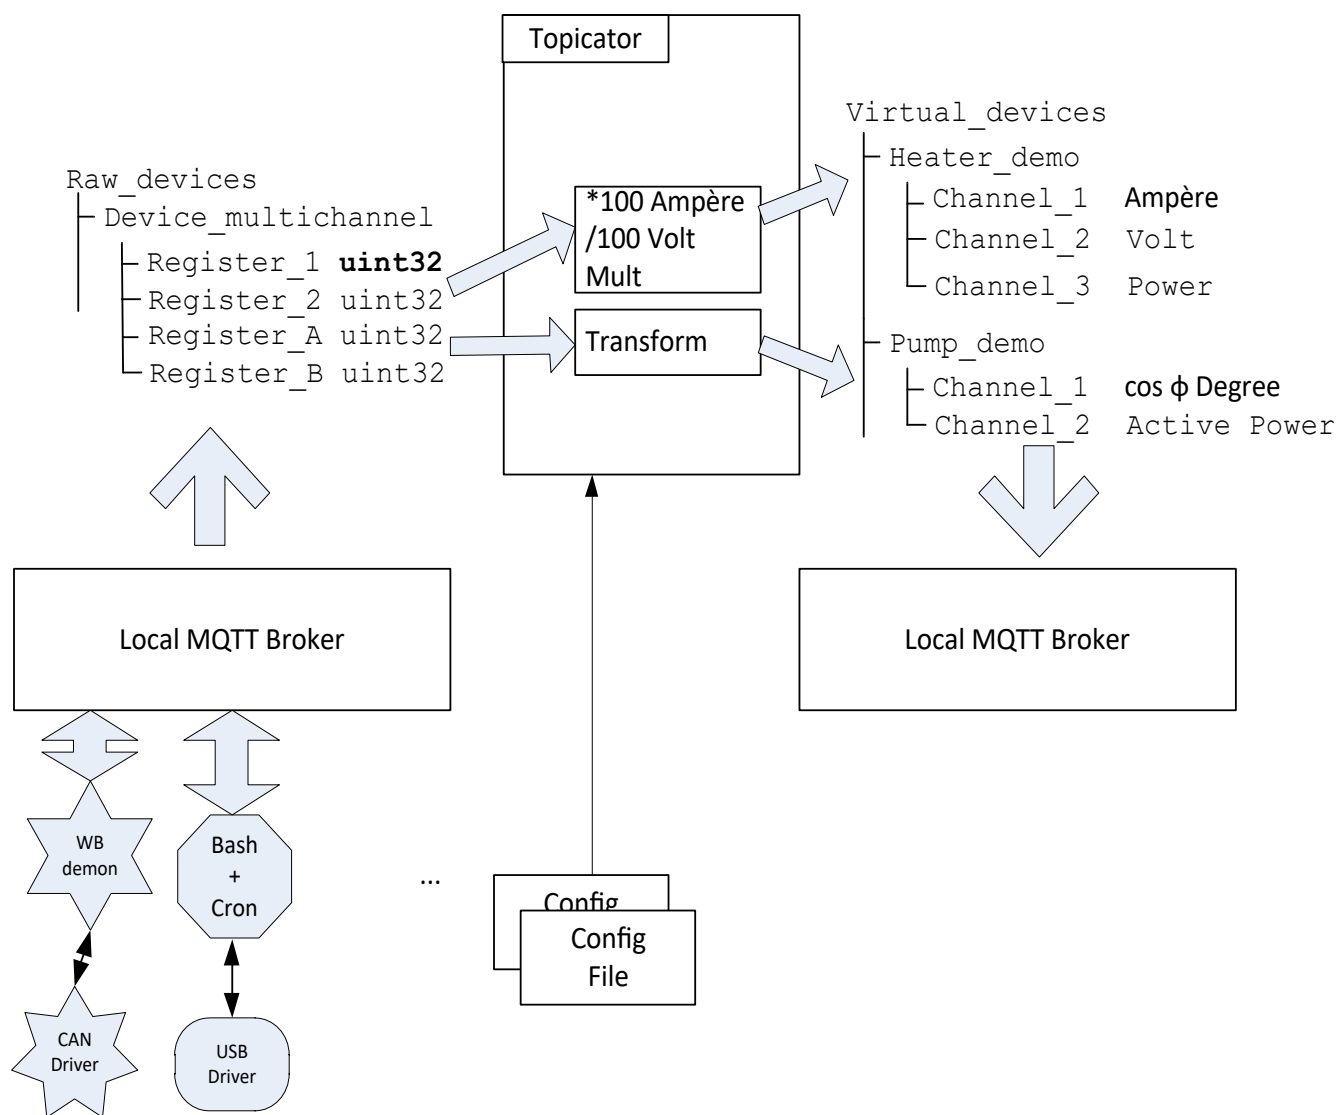 Topicator
Raw_devices
Device_multichannel
Register_1 uint32
Register_2 uint32
Register_A uint32
Register_B uint32
*100 Ampère
/100 Volt
Mult
Transform
Virtual_devices
Heater_demo
Channel_1 Ampère
Channel_2 Volt
Channel_3 Power
Pump_demo
Channel_1 cos ϕ Degree
Channel_2 Active Power
Local MQTT Broker
Local MQTT Broker
WB
demon
Bash
+
Cron
...
CAN
Driver
USB
Driver
Config
Config
File